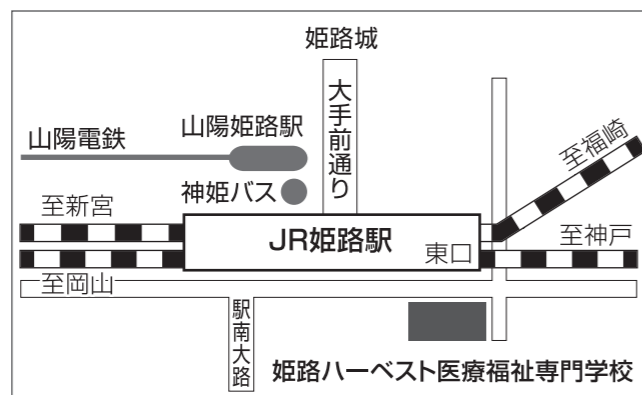 姫路城
大手前通り
山陽電鉄
山陽姫路駅
神姫バス
至福崎
至新宮
JR姫路駅
東口
至神戸
至岡山
駅南大路
姫路ハーベスト医療福祉専門学校